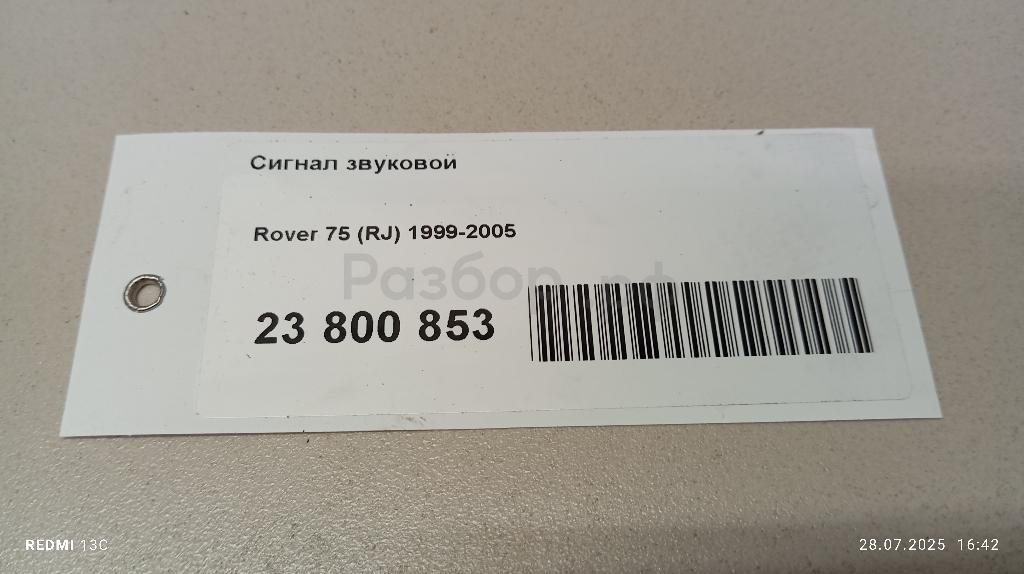 Сигнал звуковой
Rover 75 (RJ) 1999-2005
Разбор.рф
23 800 853
REDMI 13C
28.07.2025 16:42